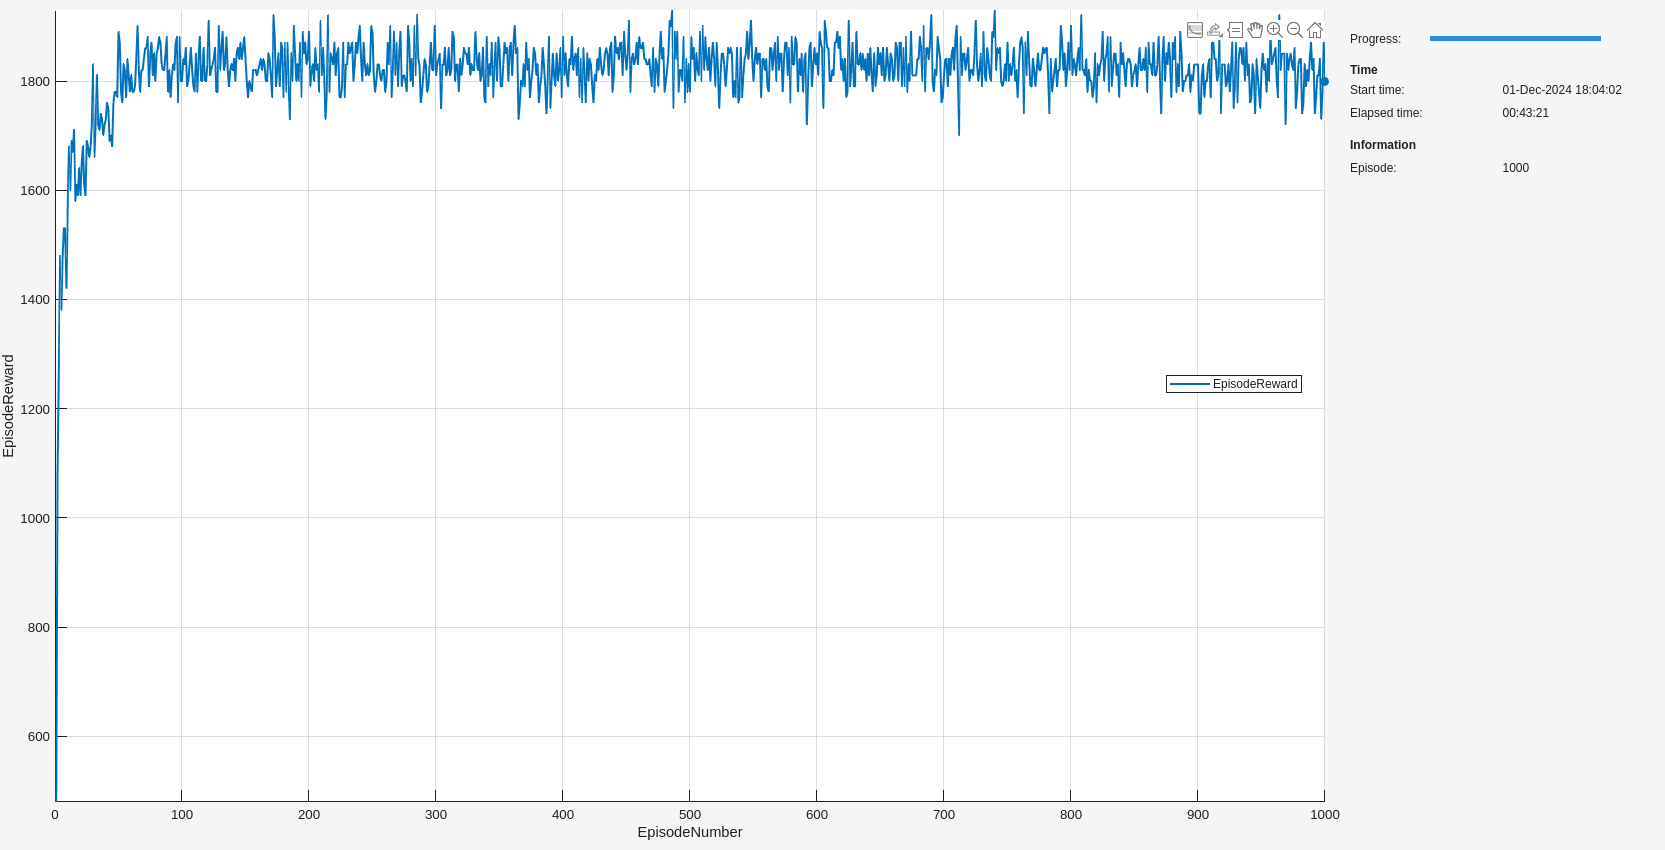 1800
1600
1400
1200
1000
800
600
EpisodeReward
0 100 200 300 400 500 600 700 800 900 1000
EpisodeNumber
EpisodeReward
Progress:
Time
Start time: 01-Dec-2024 18:04:02
Elapsed time: 00:43:21
Information
Episode: 1000